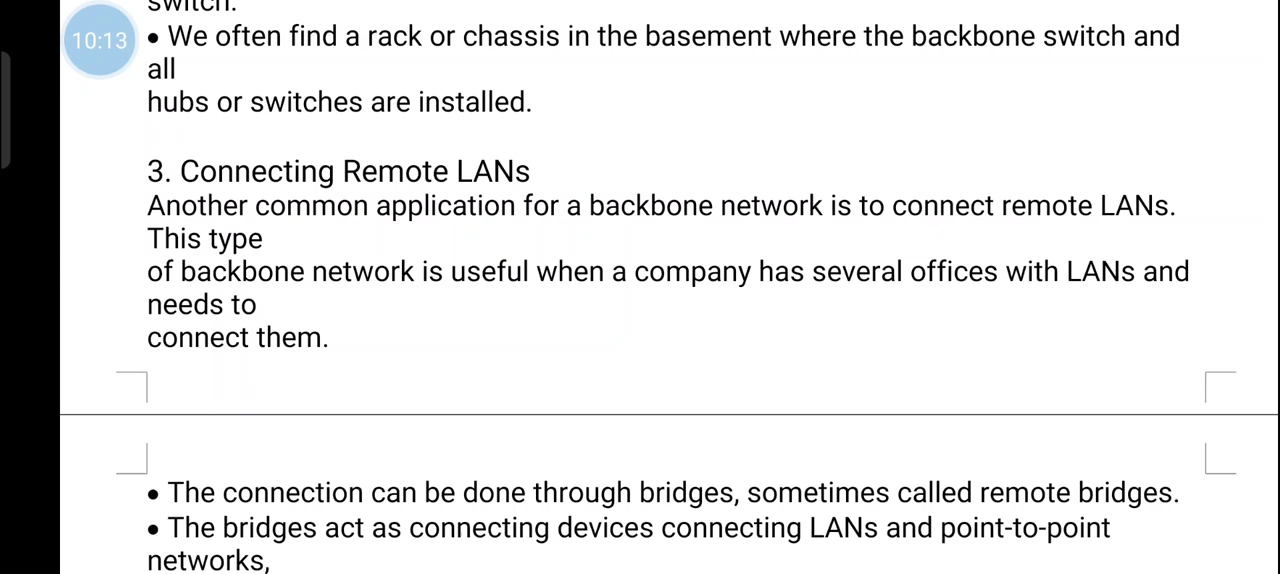 switch.
10:13
• We often find a rack or chassis in the basement where the backbone switch and
all
hubs or switches are installed.
3. Connecting Remote LANs
Another common application for a backbone network is to connect remote LANs.
This type
of backbone network is useful when a company has several offices with LANs and
needs to
connect them.
• The connection can be done through bridges, sometimes called remote bridges.
• The bridges act as connecting devices connecting LANs and point-to-point
networks,